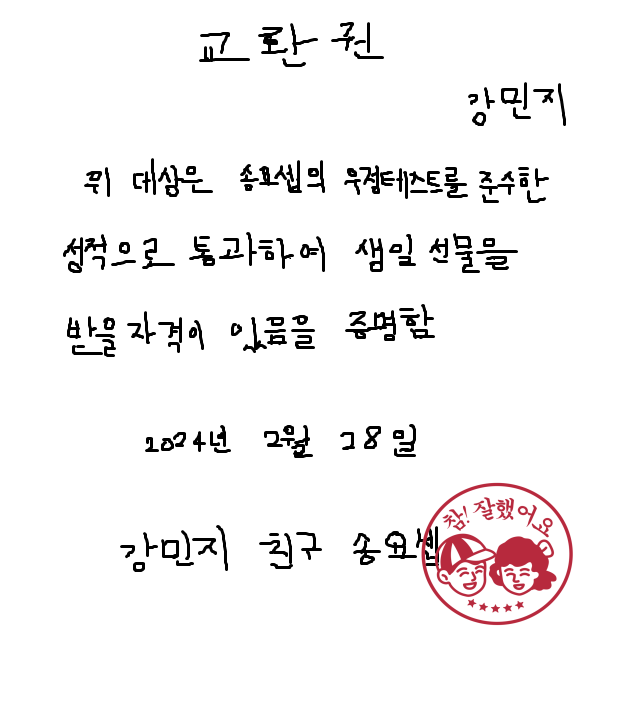 교환권
강민지
위 대상은 송요셉의 우정테스트를 준수한
성적으로 통과하여 생일 선물을
받을 자격이 있음을 증명함
2024년 2월 28일
강민지 친구 송요셉
참! 잘했어요